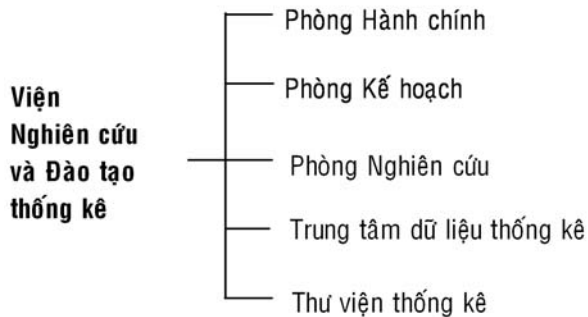 Viện
Nghiên cứu
và Đào tạo
thống kê
Phòng Hành chính
Phòng Kế hoạch
Phòng Nghiên cứu
Trung tâm dữ liệu thống kê
Thư viện thống kê